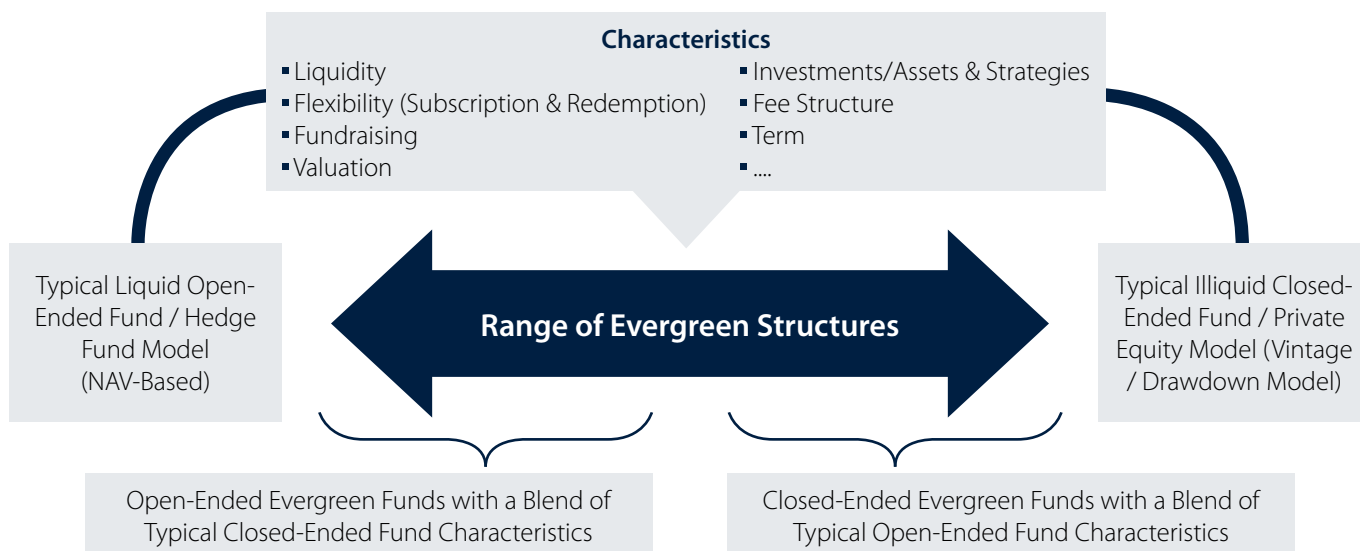 Characteristics
▪ Liquidity
▪ Flexibility (Subscription & Redemption)
▪ Fundraising
▪ Valuation
▪ Investments/Assets & Strategies
▪ Fee Structure
▪ Term
▪ ....
Typical Liquid Open-
Ended Fund / Hedge
Fund Model
(NAV-Based)
Range of Evergreen Structures
Typical Illiquid Closed-
Ended Fund / Private
Equity Model (Vintage
/ Drawdown Model)
Open-Ended Evergreen Funds with a Blend of
Typical Closed-Ended Fund Characteristics
Closed-Ended Evergreen Funds with a Blend of
Typical Open-Ended Fund Characteristics